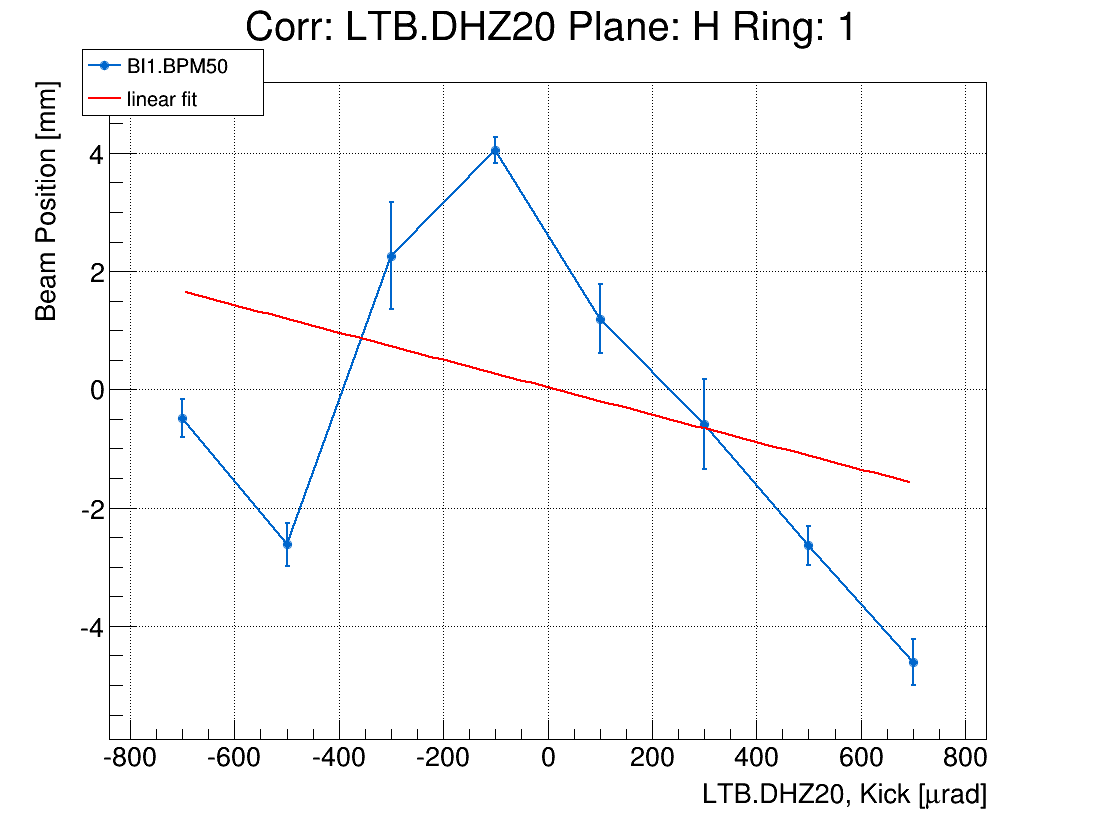 Corr: LTB.DHZ20 Plane: H Ring: 1
BI1.BPM50
linear fit
Beam Position [mm]
4
2
0
-2
-4
-800 -600 -400 -200 0 200 400 600 800
LTB.DHZ20, Kick [μrad]